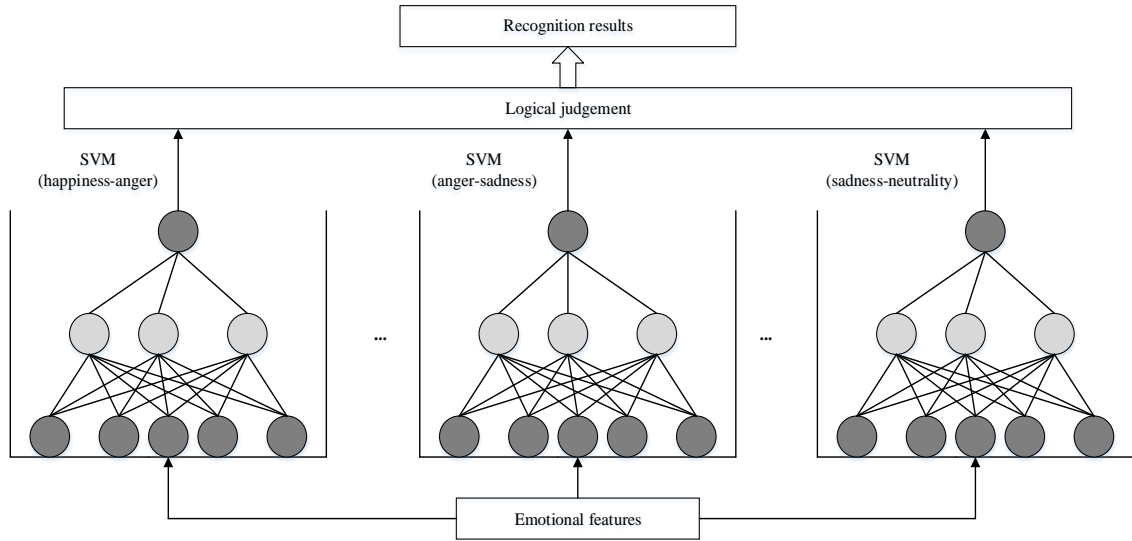 Recognition results
Logical judgement
SVM
(happiness-anger)
SVM
(anger-sadness)
SVM
(sadness-neutrality)
...
...
Emotional features